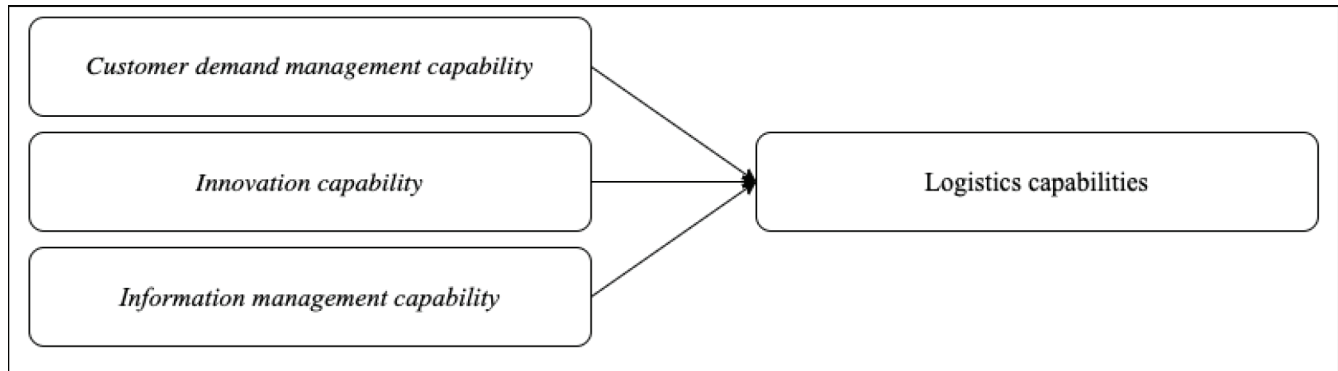 Customer demand management capability
Innovation capability
Logistics capabilities
Information management capability